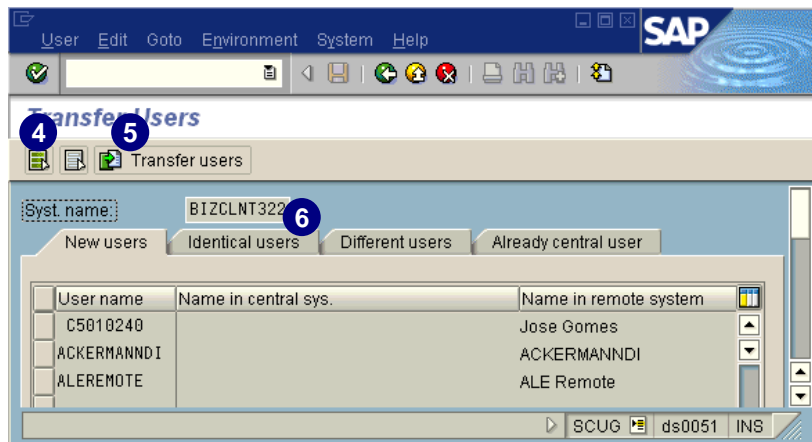 User Edit Goto Environment System Help
SAP
Transfer Users
4 5
Transfer users
Syst. name: BIZCLNT322 6
New users Identical users Different users Already central user
User name Name in central sys. Name in remote system
C5010240 Jose Gomes
ACKERMANNDI ACKERMANNDI
ALEREMOTE ALE Remote
SCUG ds0051 INS